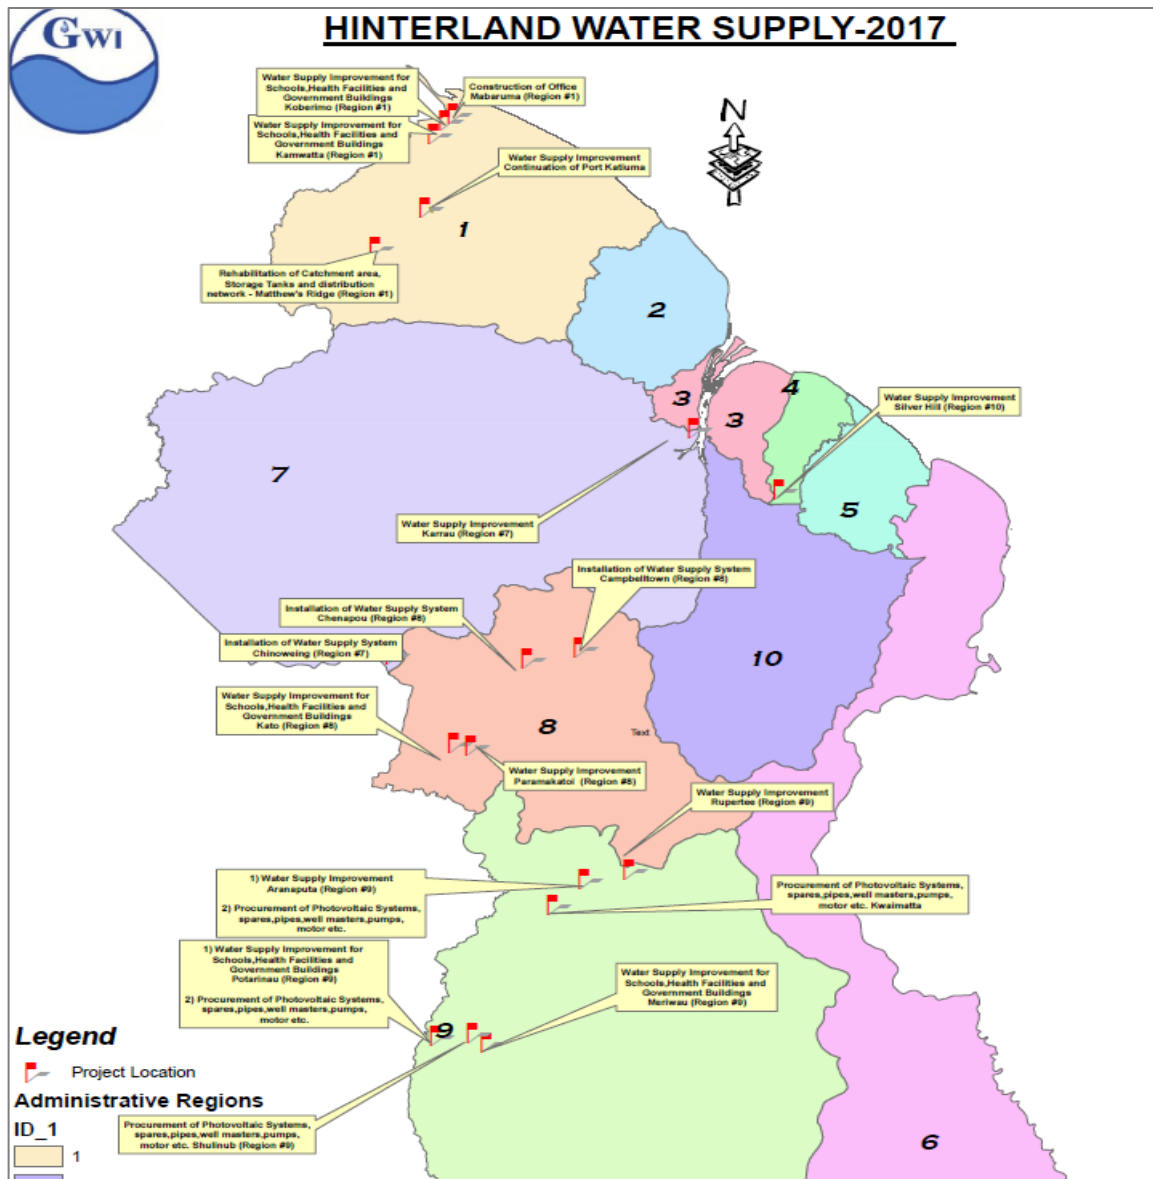 GWI
HINTERLAND WATER SUPPLY-2017
Water Supply Improvement for
Schools,Health Facilities and
Government Buildings
Koberimo (Region #1)
Construction of Office
Mabaruma (Region #1)
Water Supply Improvement for
Schools,Health Facilities and
Government Buildings
Kamwatta (Region #1)
N
Water Supply Improvement
Continuation of Port Katiuma
1
Rehabilitation of Catchment area,
Storage Tanks and distribution
network - Matthew's Ridge (Region #1)
2
3
3
4
Water Supply Improvement
Silver Hill (Region #10)
7
5
Water Supply Improvement
Karrau (Region #7)
Installation of Water Supply System
Campbelltown (Region #8)
Installation of Water Supply System
Chenapou (Region #8)
Installation of Water Supply System
Chinoweing (Region #7)
10
Water Supply Improvement for
Schools,Health Facilities and
Government Buildings
Kato (Region #8)
8
Text
Water Supply Improvement
Paramakatoi (Region #8)
Water Supply Improvement
Rupertee (Region #9)
1) Water Supply Improvement
Aranaputa (Region #9)
2) Procurement of Photovoltaic Systems,
spares,pipes,well masters,pumps,
motor etc.
Procurement of Photovoltaic Systems,
spares,pipes,well masters,pumps,
motor etc. Kwaimatta
1) Water Supply Improvement for
Schools,Health Facilities and
Government Buildings
Potarinau (Region #9)
2) Procurement of Photovoltaic Systems,
spares,pipes,well masters,pumps,
motor etc.
Water Supply Improvement for
Schools,Health Facilities and
Government Buildings
Meriwau (Region #9)
9
Legend
Project Location
Administrative Regions
ID_1
1
Procurement of Photovoltaic Systems,
spares,pipes,well masters,pumps,
motor etc. Shulinub (Region #9)
6